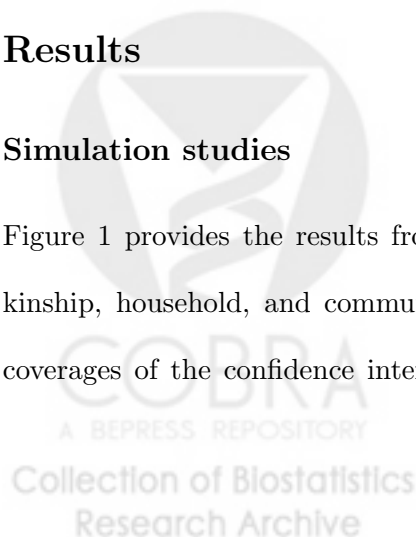 Results
Simulation studies
Figure 1 provides the results fro
kinship, household, and commu
coverages of the confidence inter
COBRA
A BEPRESS REPOSITORY
Collection of Biostatistics
Research Archive